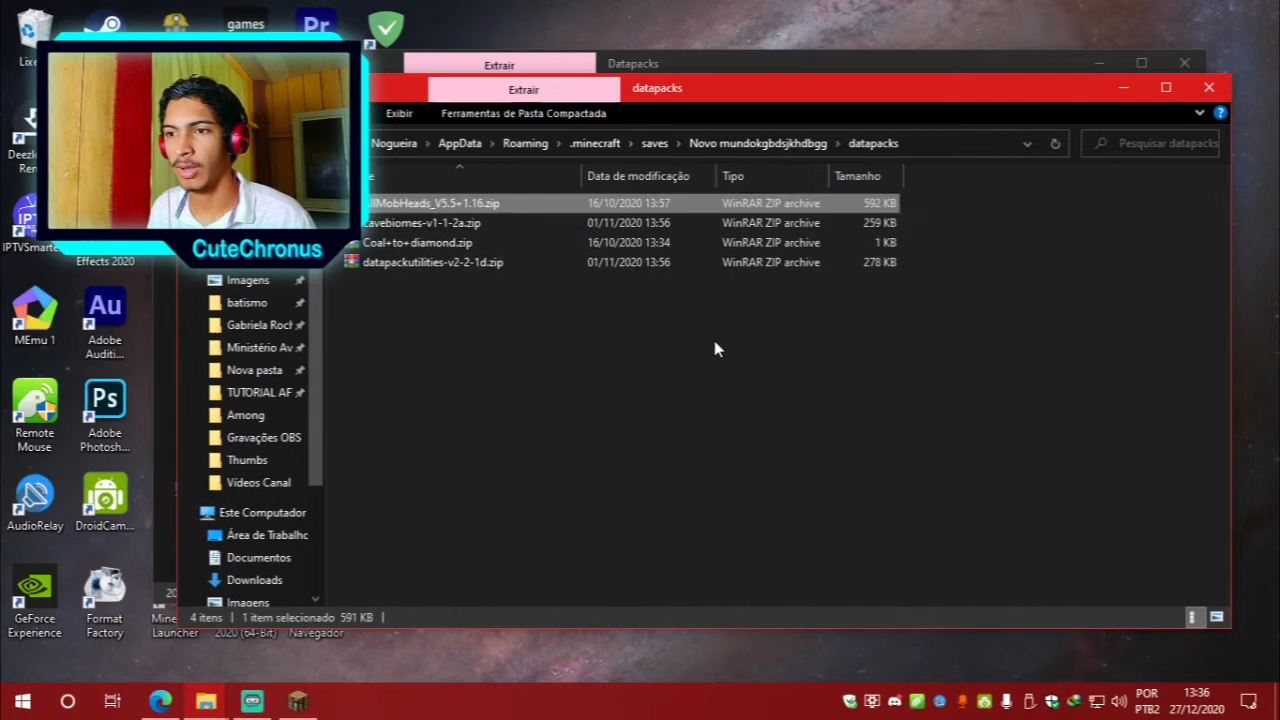 games
Pr
Lixe
Extrair
Datapacks
Extrair
datapacks
Exibir
Ferramentas de Pasta Compactada
Nogueira > AppData > Roaming > .minecraft > saves > Novo mundokgbdsjkhdbgg > datapacks
Pesquisar datapacks
Data de modificação
Tipo
Tamanho
MobHeads_V5.5+1.16.zip
16/10/2020 13:57
WinRAR ZIP archive
592 KB
cavebiomes-v1-1-2a.zip
01/11/2020 13:56
WinRAR ZIP archive
259 KB
Coal+to+diamond.zip
16/10/2020 13:34
WinRAR ZIP archive
1 KB
datapackutilities-v2-2-1d.zip
01/11/2020 13:56
WinRAR ZIP archive
278 KB
CuteChronus
Deezlo
Ren
IPTV
IPTVSmarte
Effects 2020
Imagens
batismo
Gabriela Roch
Ministério Av
Nova pasta
TUTORIAL AF
Among
Gravações OBS
Thumbs
Vídeos Canal
Este Computador
Área de Trabalho
Documentos
Downloads
Imagens
MEmu 1
Au
Adobe
Auditi...
Remote
Mouse
Ps
Adobe
Photosh...
AudioRelay
DroidCam...
GeForce
Experience
Format
Factory
20
Mine
Launcher
2020 (64-Bit)
Navegador
4 itens
1 item selecionado 591 KB
POR
PTB2
13:36
27/12/2020